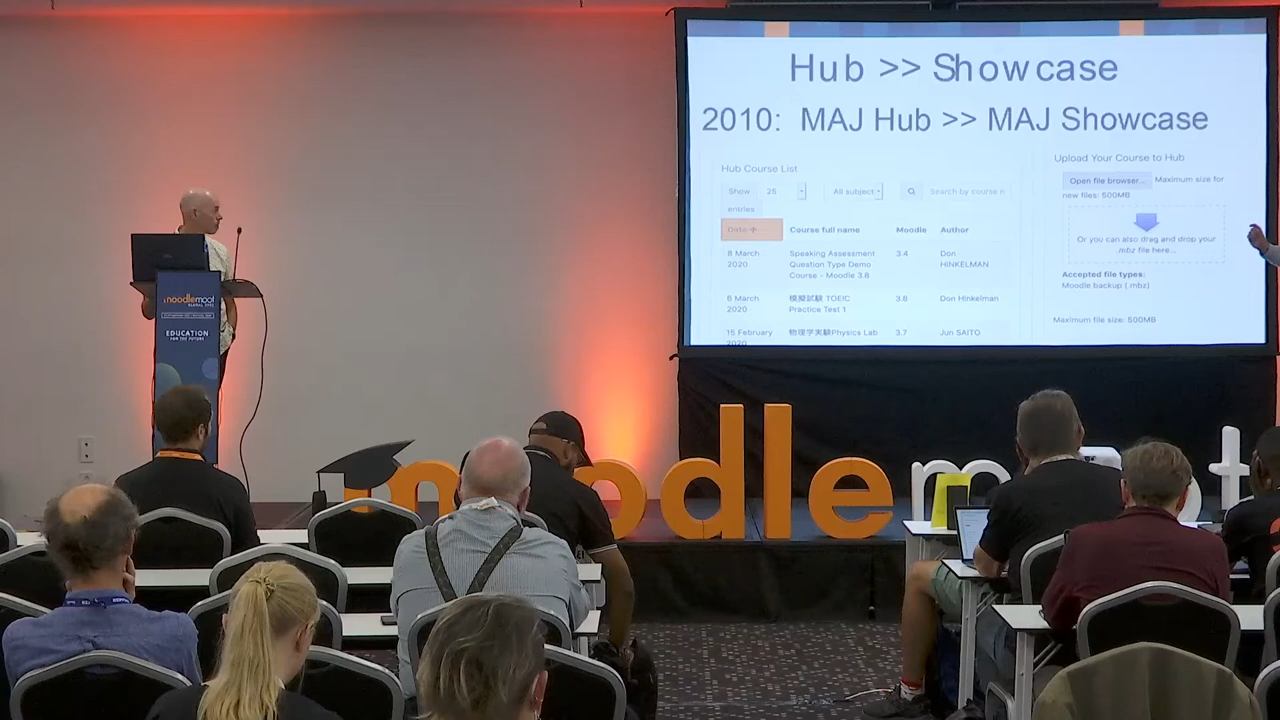 Hub >> Showcase
2010: MAJ Hub >> MAJ Showcase
Hub Course List
Show 25 entries
All subject
Search by course n
Date
Course full name Moodle Author
8 March 2020 Speaking Assessment Question Type Demo Course - Moodle 3.8 3.4 Don HINKELMAN
6 March 2020 模擬試験 TOEIC Practice Test 1 3.8 Don Hinkelman
15 February 2020 物理学実験Physics Lab 3.7 Jun SAITO
Upload Your Course to Hub
Open file browser... Maximum size for
new files: 500MB
Or you can also drag and drop your
mbz file here...
Accepted file types:
Moodle backup (.mbz)
Maximum file size: 500MB
moodlemoot
EDUCATION
FOR THE FUTURE
moodle m t